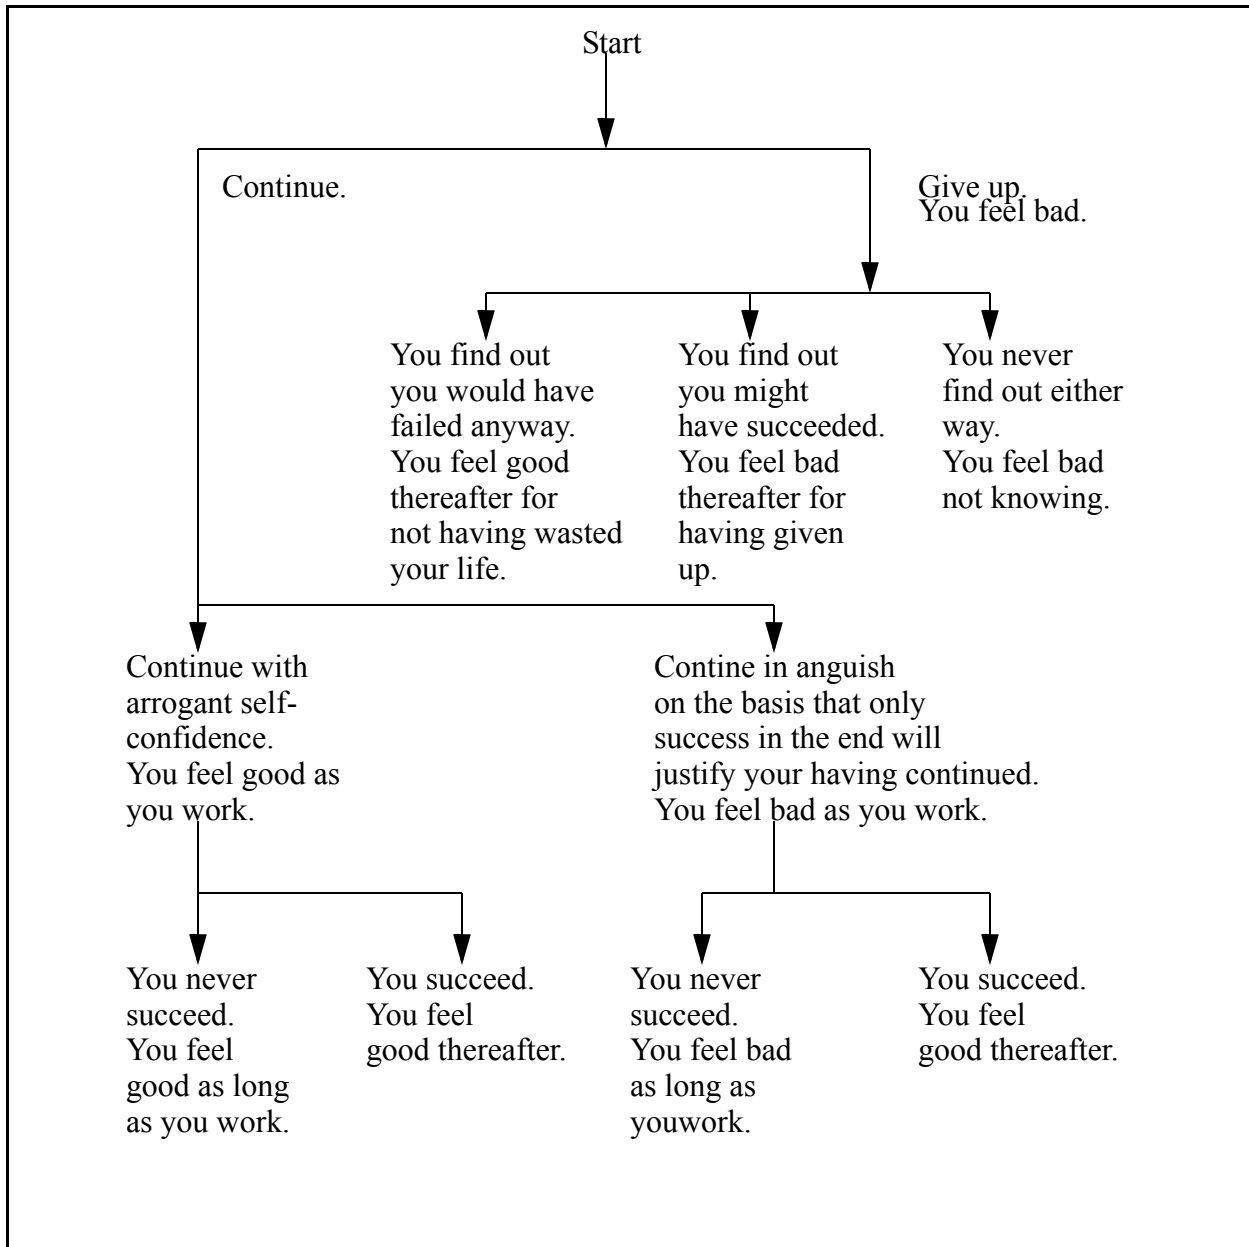 Start
Continue.
Give up.
You feel bad.
You find out
you would have
failed anyway.
You feel good
thereafter for
not having wasted
your life.
You find out
you might
have succeeded.
You feel bad
thereafter for
having given
up.
You never
find out either
way.
You feel bad
not knowing.
Continue with
arrogant self-
confidence.
You feel good as
you work.
Contine in anguish
on the basis that only
success in the end will
justify your having continued.
You feel bad as you work.
You never
succeed.
You feel
good as long
as you work.
You succeed.
You feel
good thereafter.
You never
succeed.
You feel bad
as long as
youwork.
You succeed.
You feel
good thereafter.